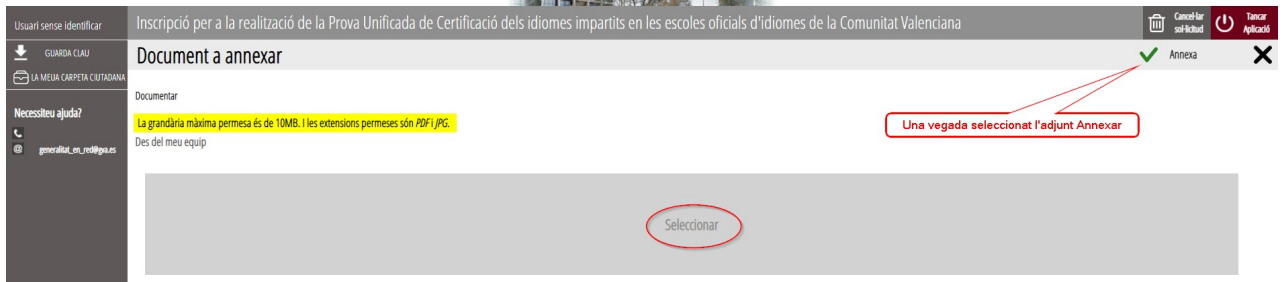 Usuari sense identificar
GUARDA CLAU
LA MEUA CARPETA CIUTADANA
Necessiteu ajuda?
generalitat_en_red@gva.es
Inscripció per a la realització de la Prova Unificada de Certificació dels idiomes impartits en les escoles oficials d'idiomes de la Comunitat Valenciana
Cancel·lar
sol·licitud
Tancar
Aplicació
Document a annexar
Annexa
Documentar
La grandària màxima permesa és de 10MB. I les extensions permeses són PDF i JPG.
Des del meu equip
Una vegada seleccionat l'adjunt Annexar
Seleccionar